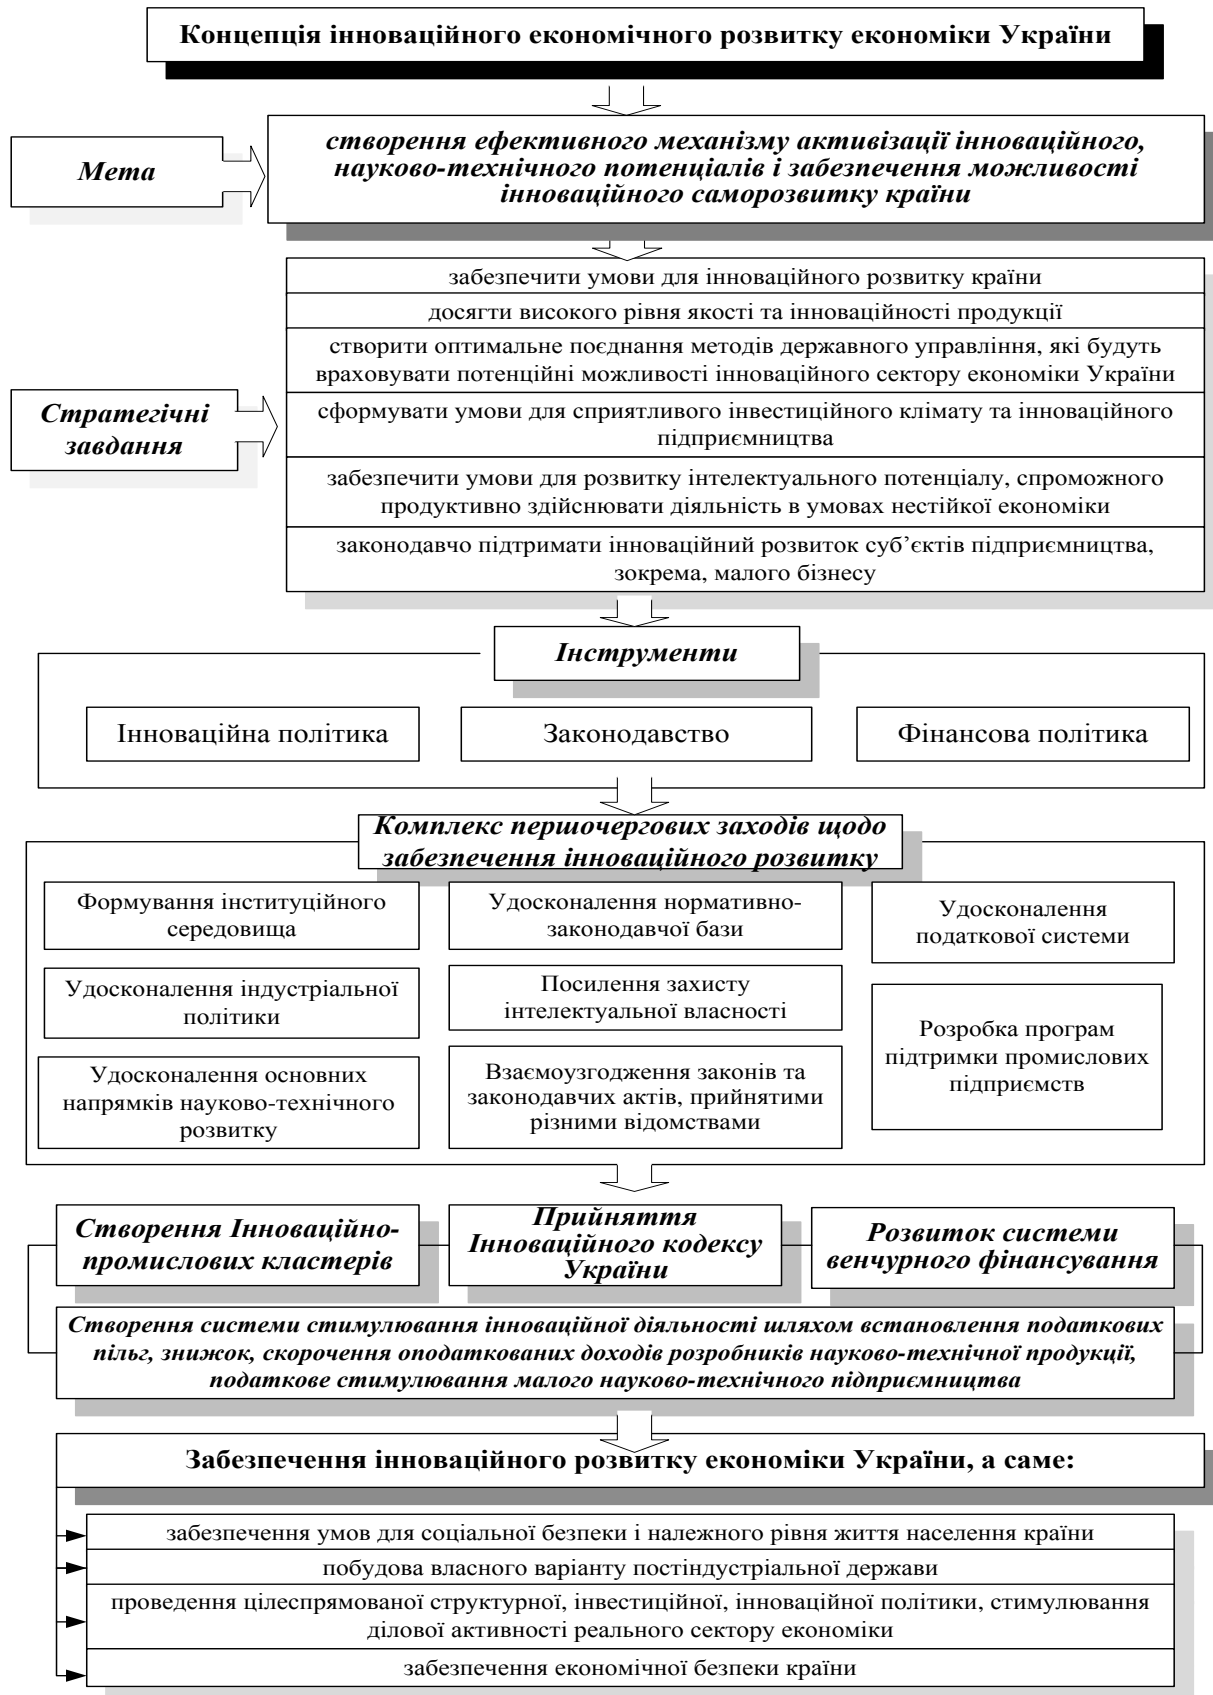 Концепція інноваційного економічного розвитку економіки України
Мета
створення ефективного механізму активізації інноваційного,
науково-технічного потенціалів і забезпечення можливості
інноваційного саморозвитку країни
Стратегічні
завдання
забезпечити умови для інноваційного розвитку країни
досягти високого рівня якості та інноваційності продукції
створити оптимальне поєднання методів державного управління, які будуть
враховувати потенційні можливості інноваційного сектору економіки України
сформувати умови для сприятливого інвестиційного клімату та інноваційного
підприємництва
забезпечити умови для розвитку інтелектуального потенціалу, спроможного
продуктивно здійснювати діяльність в умовах нестійкої економіки
законодавчо підтримати інноваційний розвиток суб’єктів підприємництва,
зокрема, малого бізнесу
Інструменти
Інноваційна політика
Законодавство
Фінансова політика
Комплекс першочергових заходів щодо
забезпечення інноваційного розвитку
Формування інституційного
середовища
Удосконалення індустріальної
політики
Удосконалення основних
напрямків науково-технічного
розвитку
Удосконалення нормативно-
законодавчої бази
Посилення захисту
інтелектуальної власності
Взаємоузгодження законів та
законодавчих актів, прийнятими
різними відомствами
Удосконалення
податкової системи
Розробка програм
підтримки промислових
підприємств
Створення Інноваційно-
промислових кластерів
Прийняття
Інноваційного кодексу
України
Розвиток системи
венчурного фінансування
Створення системи стимулювання інноваційної діяльності шляхом встановлення податкових
пільг, знижок, скорочення оподаткованих доходів розробників науково-технічної продукції,
податкове стимулювання малого науково-технічного підприємництва
Забезпечення інноваційного розвитку економіки України, а саме:
забезпечення умов для соціальної безпеки і належного рівня життя населення країни
побудова власного варіанту постіндустріальної держави
проведення цілеспрямованої структурної, інвестиційної, інноваційної політики, стимулювання
ділової активності реального сектору економіки
забезпечення економічної безпеки країни